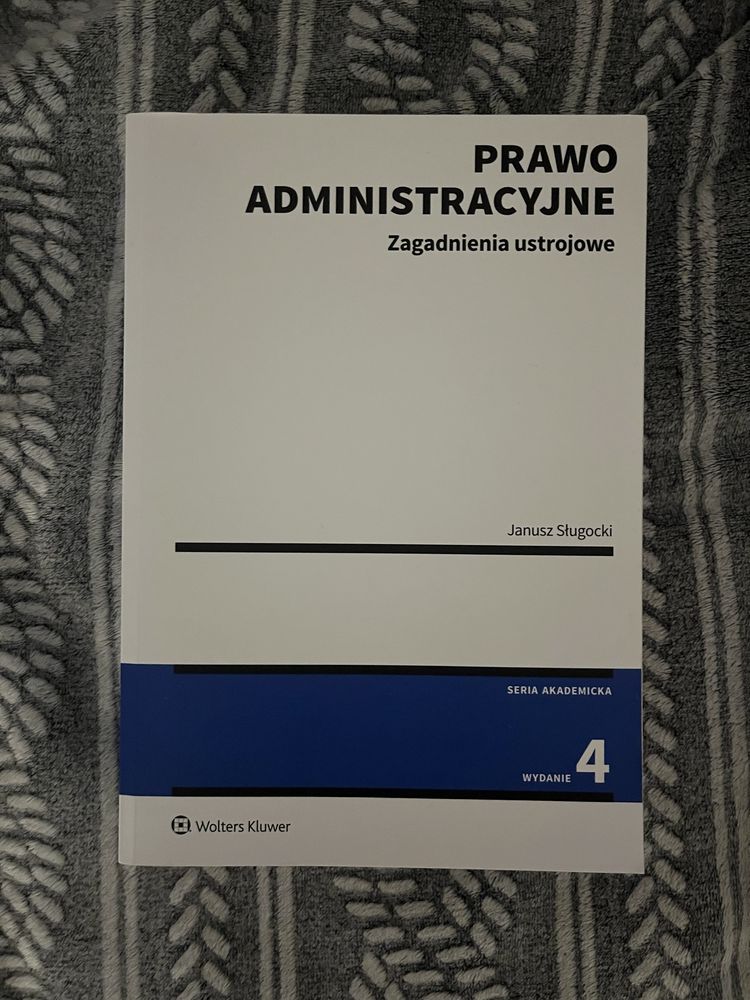 PRAWO
ADMINISTRACYJNE
Zagadnienia ustrojowe
Janusz Sługocki
SERIA AKADEMICKA
WYDANIE 4
Wolters Kluwer